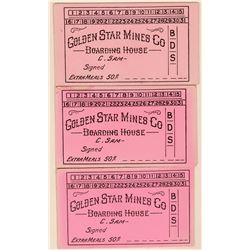 1 2 3 4 5 6 7 8 9 10 11 12 13 14 15
16 17 18 19 20 21 22 23 24 25 26 27 28 29 30 31
GOLDEN STAR MINES CO
BOARDING HOUSE
C. SAM-
Signed
EXTRA MEALS 50¢
B
D
S
1 2 3 4 5 6 7 8 9 10 11 12 13 14 15
16 17 18 19 20 21 22 23 24 25 26 27 28 29 30 31
GOLDEN STAR MINES CO
BOARDING HOUSE
C. SAM-
Signed
EXTRA MEALS 50¢
B
D
S
1 2 3 4 5 6 7 8 9 10 11 12 13 14 15
16 17 18 19 20 21 22 23 24 25 26 27 28 29 30 31
GOLDEN STAR MINES CO
BOARDING HOUSE
C. SAM-
Signed
EXTRA MEALS 50¢
B
D
S